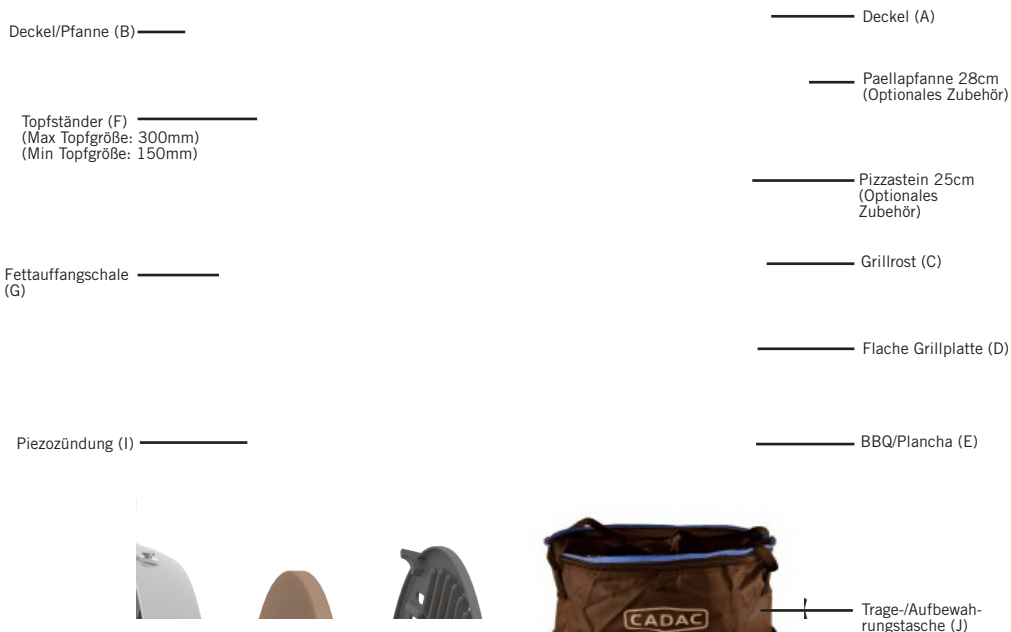 Deckel/Pfanne (B)
Topfständer (F)
(Max Topfgröße: 300mm)
(Min Topfgröße: 150mm)
Fettauffangschale
(G)
Piezozündung (I)
Deckel (A)
Paellapfanne 28cm
(Optionales Zubehör)
Pizzastein 25cm
(Optionales
Zubehör)
Grillrost (C)
Flache Grillplatte (D)
BBQ/Plancha (E)
Trage-/Aufbewah-
rungstasche (J)
CADAC